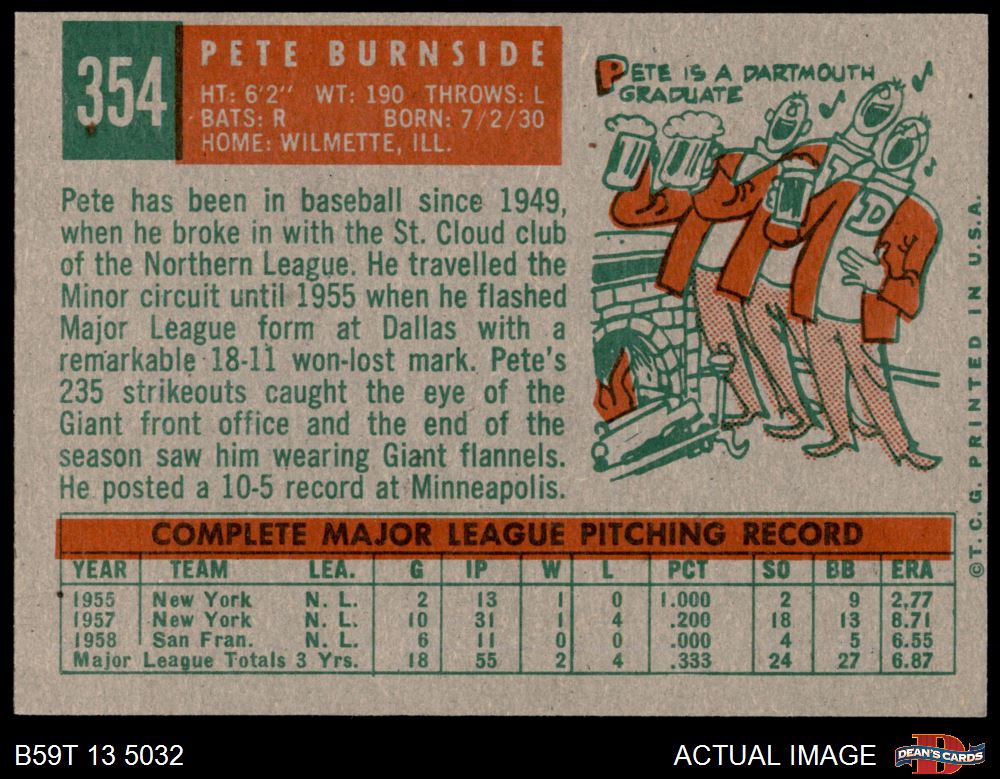 354
PETE BURNSIDE
HT: 6'2" WT: 190 THROWS: L
BATS: R BORN: 7/2/30
HOME: WILMETTE, ILL.
PETE IS A DARTMOUTH
GRADUATE
D
Pete has been in baseball since 1949,
when he broke in with the St. Cloud club
of the Northern League. He travelled the
Minor circuit until 1955 when he flashed
Major League form at Dallas with a
remarkable 18-11 won-lost mark. Pete's
235 strikeouts caught the eye of the
Giant front office and the end of the
season saw him wearing Giant flannels.
He posted a 10-5 record at Minneapolis.
COMPLETE MAJOR LEAGUE PITCHING RECORD
YEAR TEAM LEA. G IP W L PCT SO BB ERA
1955 New York N. L. 2 13 1 0 1.000 2 9 2.77
1957 New York N. L. 10 31 1 4 .200 18 13 8.71
1958 San Fran. N. L. 6 11 0 0 .000 4 5 6.55
Major League Totals 3 Yrs. 18 55 2 4 .333 24 27 6.87
©T. C. G. PRINTED IN U.S.A.
B59T 13 5032
ACTUAL IMAGE
D
DEAN'S CARDS